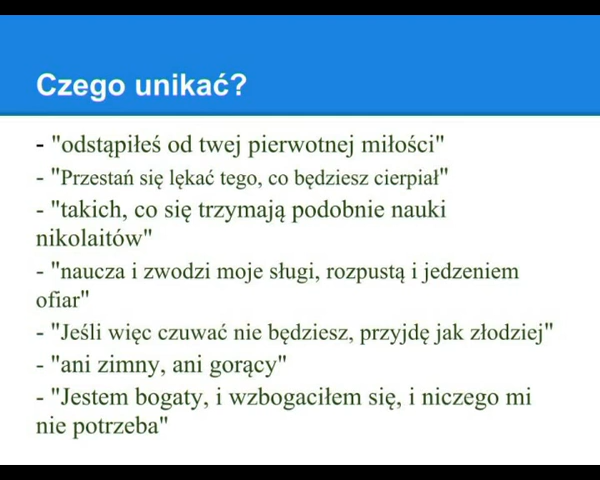 Czego unikać?
- "odstąpiłeś od twej pierwotnej miłości"
- "Przestań się lękać tego, co będziesz cierpiał"
- "takich, co się trzymają podobnie nauki
nikolaitów"
- "naucza i zwodzi moje sługi, rozpustą i jedzeniem
ofiar"
- "Jeśli więc czuwać nie będziesz, przyjdę jak złodziej"
- "ani zimny, ani gorący"
- "Jestem bogaty, i wzbogaciłem się, i niczego mi
nie potrzeba"